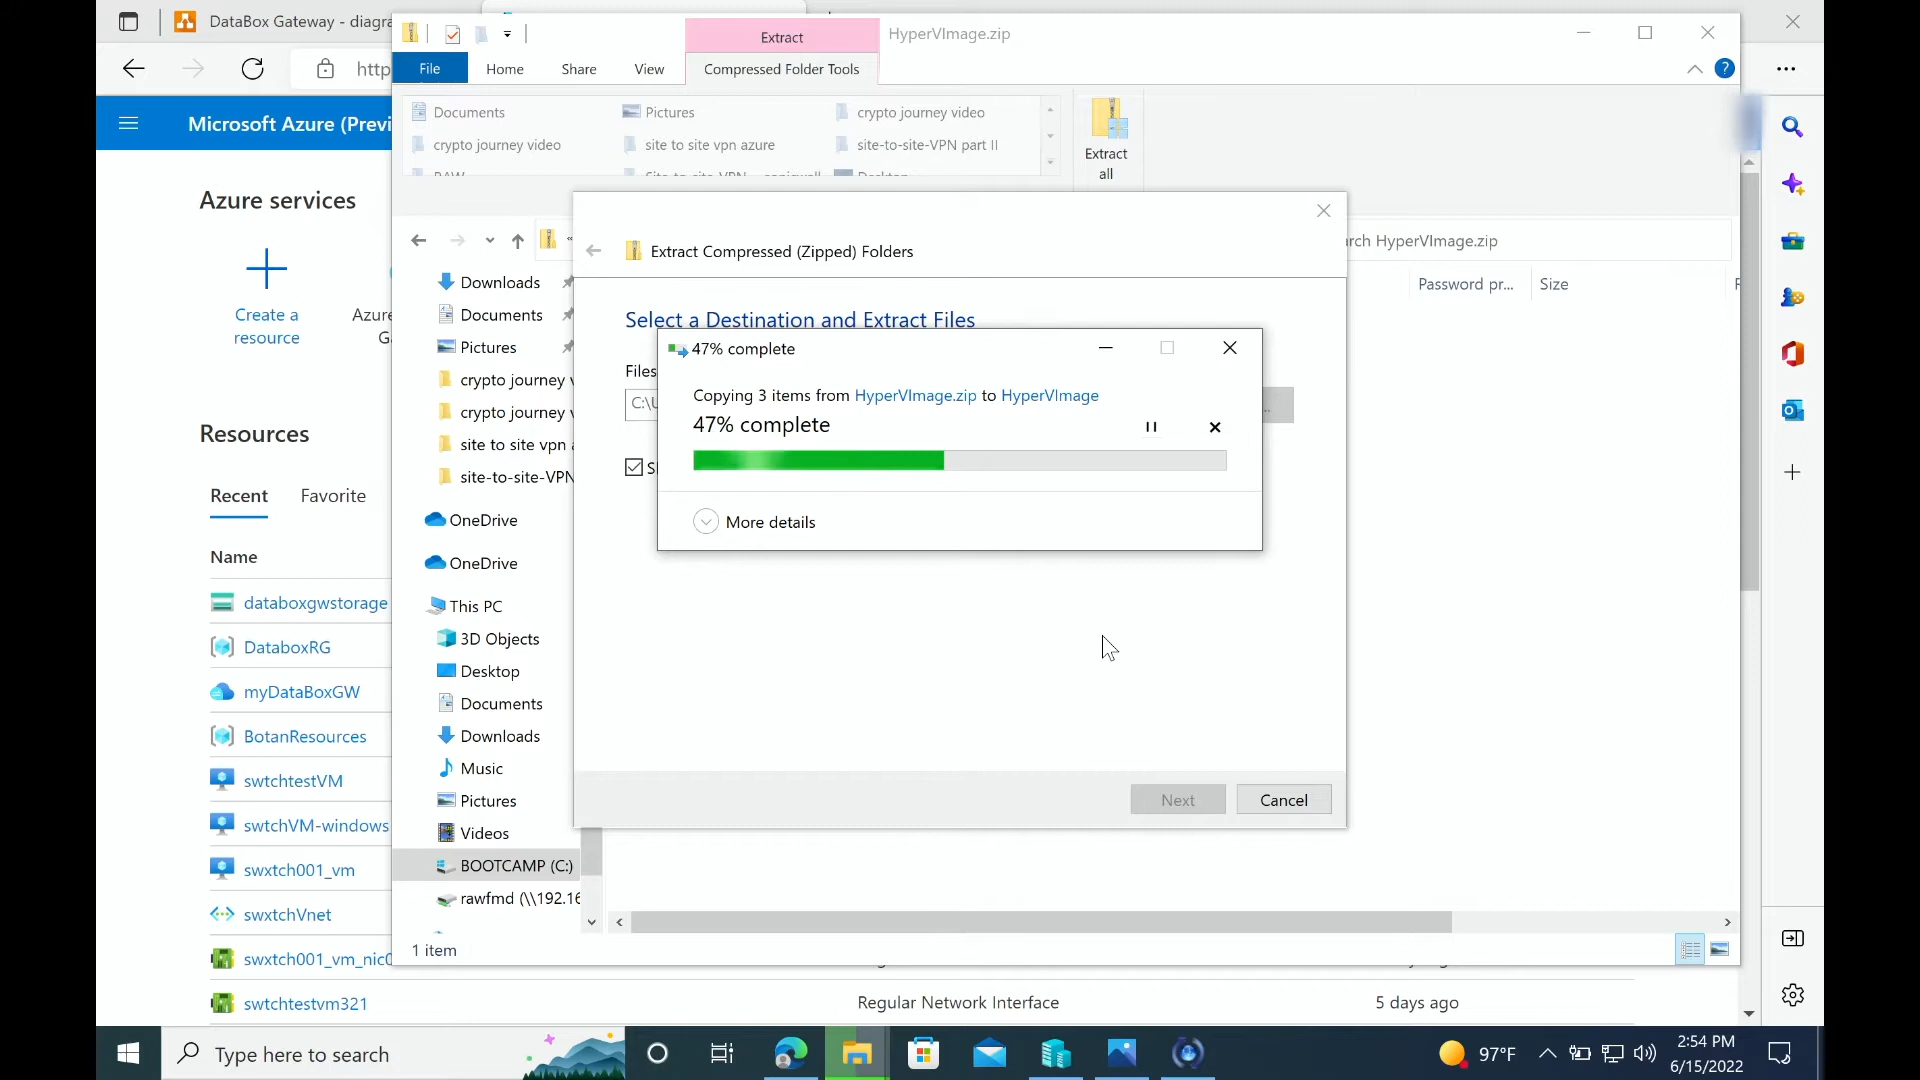 DataBox Gateway - diagra
Extract
HyperVImage.zip
http
File
Home
Share
View
Compressed Folder Tools
Microsoft Azure (Previ
Documents
Pictures
crypto journey video
crypto journey video
site to site vpn azure
site-to-site-VPN part II
Desktop
Extract
all
Azure services
Extract Compressed (Zipped) Folders
rch HyperVImage.zip
Create a
resource
Azure
G
Downloads
Documents
Pictures
crypto journey v
crypto journey v
site to site vpn a
site-to-site-VPN
Password pr...
Size
Select a Destination and Extract Files
Files
C:\U
47% complete
Copying 3 items from HyperVImage.zip to HyperVImage
47% complete
More details
Resources
Recent
Favorite
Name
OneDrive
OneDrive
This PC
3D Objects
Desktop
Documents
Downloads
Music
Pictures
Videos
BOOTCAMP (C:)
rawfmd (\\192.16
databoxgwstorage
DataboxRG
myDataBoxGW
BotanResources
swtchtestVM
swtchVM-windows
swxtch001_vm
swxtchVnet
swxtch001_vm_nic0
swtchtestvm321
Next
Cancel
1 item
Regular Network Interface
5 days ago
Type here to search
97°F
2:54 PM
6/15/2022